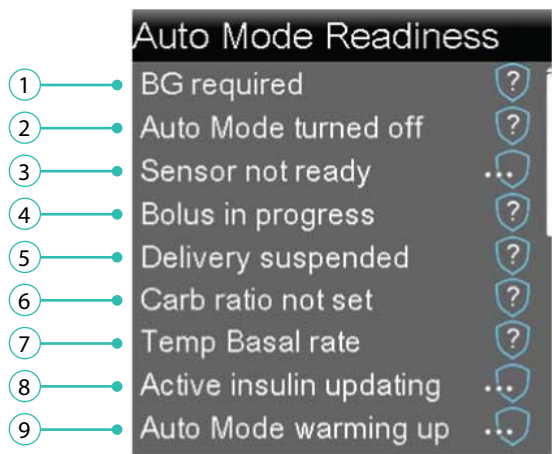 Auto Mode Readiness
1 BG required ?
2 Auto Mode turned off ?
3 Sensor not ready ...
4 Bolus in progress ?
5 Delivery suspended ?
6 Carb ratio not set ?
7 Temp Basal rate ?
8 Active insulin updating ...
9 Auto Mode warming up ...